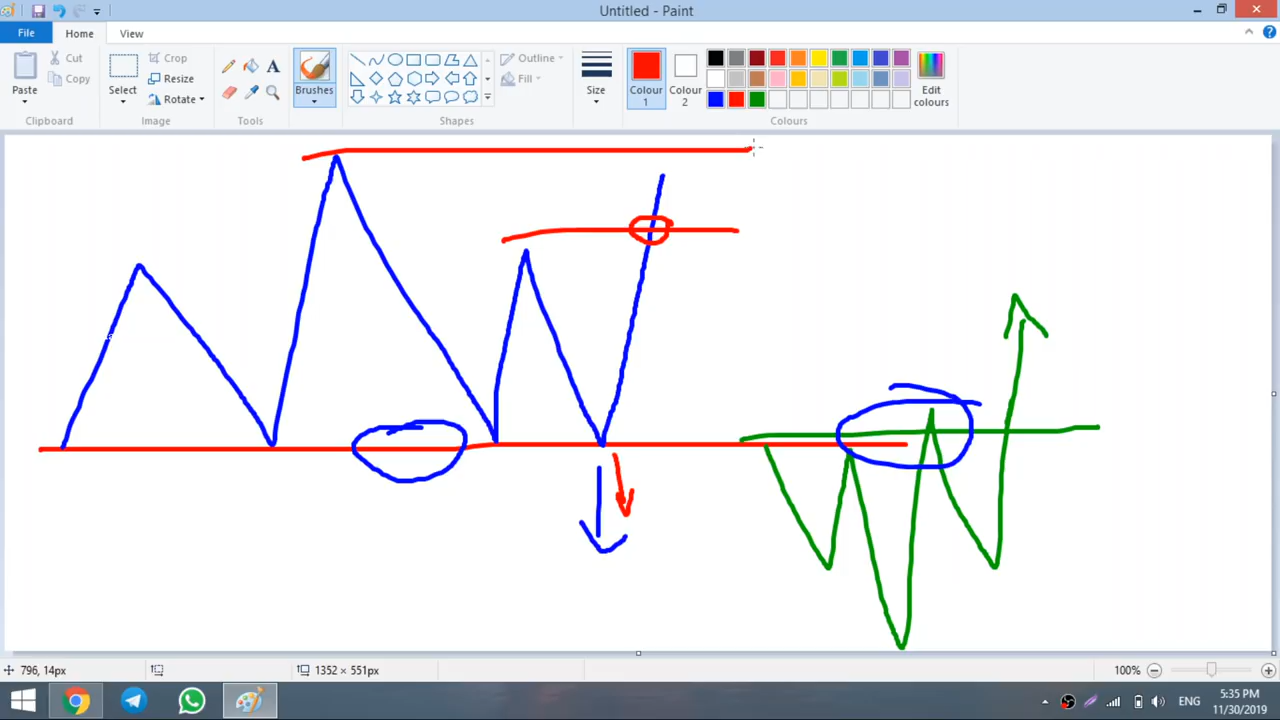 Untitled - Paint
File
Home
View
Paste
Cut
Copy
Clipboard
Select
Crop
Resize
Rotate
Image
A
Tools
Brushes
Outline
Fill
Shapes
Size
Colour
1
Colour
2
Edit
colours
Colours
796, 14px
1352 × 551px
100%
ENG
5:35 PM
11/30/2019